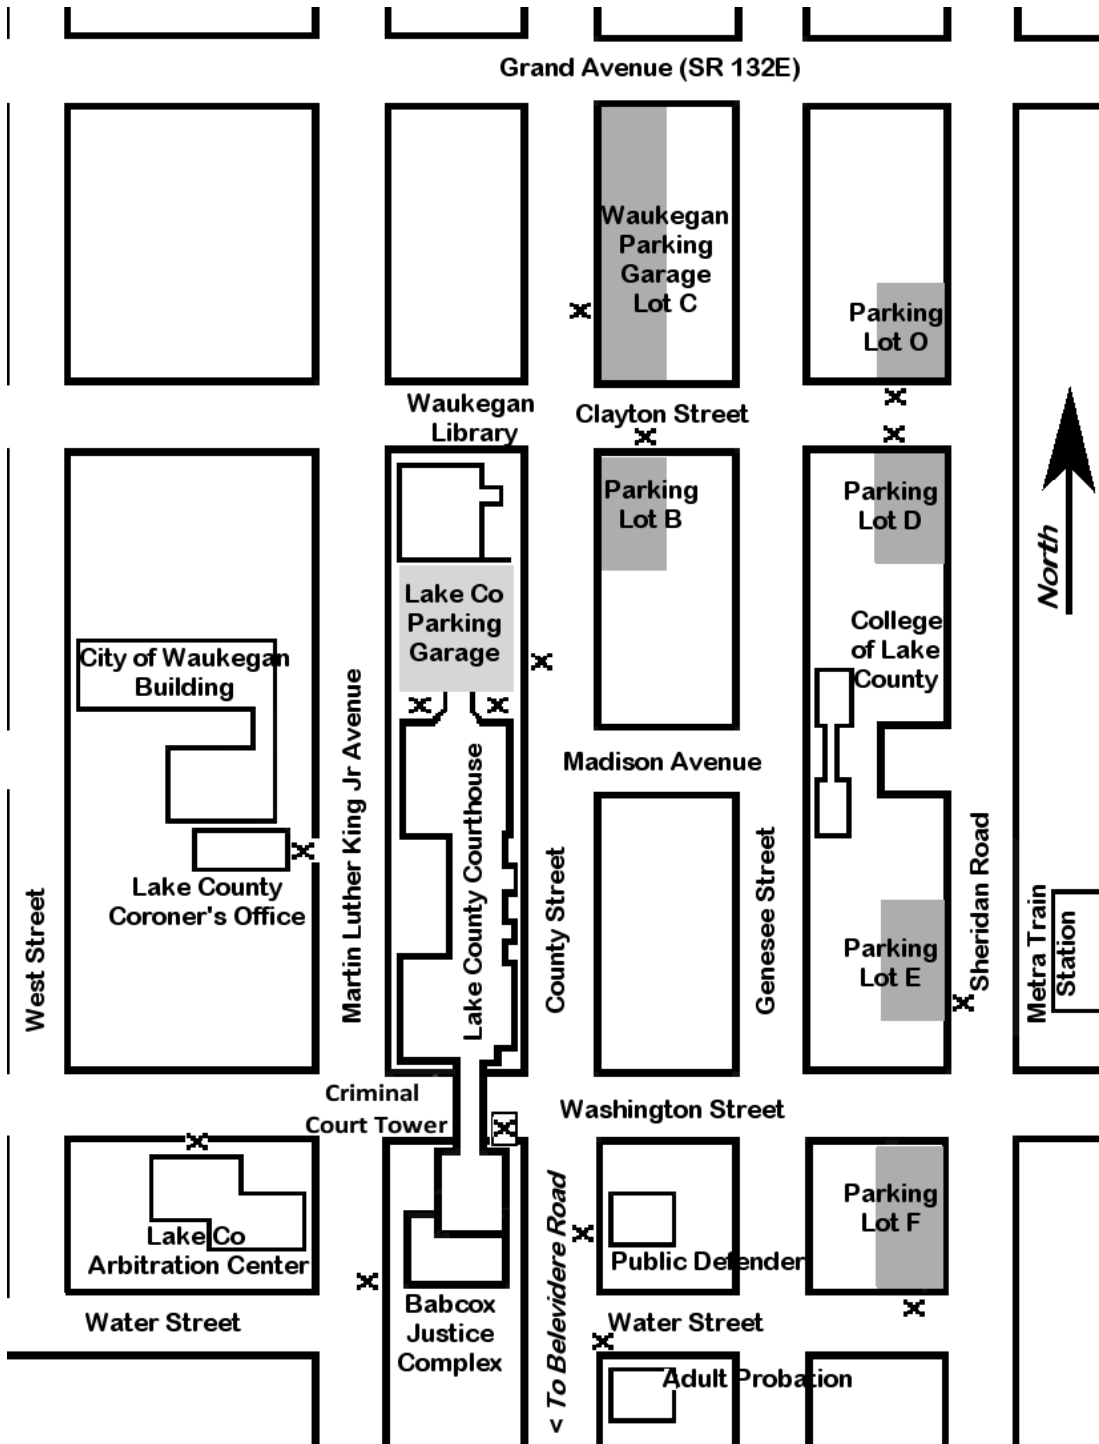 Grand Avenue (SR 132E)
Waukegan
Parking
Garage
Lot C
Parking
Lot O
Waukegan
Library
Clayton Street
Parking
Lot B
Parking
Lot D
North
Lake Co
Parking
Garage
College
of Lake
County
City of Waukegan
Building
Martin Luther King Jr Avenue
Lake County Courthouse
Madison Avenue
Lake County
Coroner's Office
West Street
County Street
Genesee Street
Sheridan Road
Parking
Lot E
Metra Train
Station
Criminal
Court Tower
Washington Street
Parking
Lot F
Lake Co
Arbitration Center
< To Belevidere Road
Public Defender
Babcox
Justice
Complex
Water Street
Water Street
Adult Probation